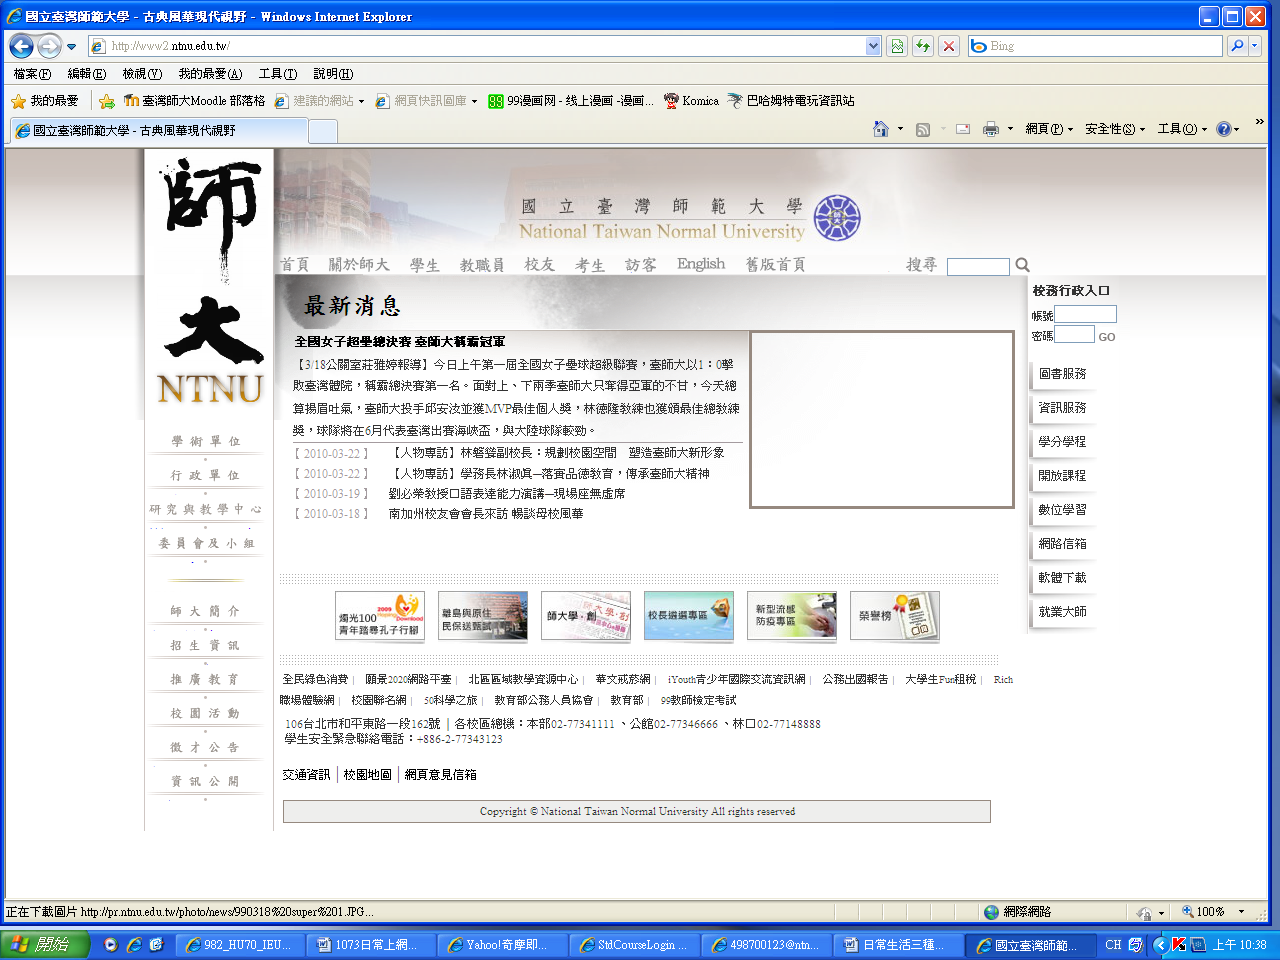 國立臺灣師範大學 - 古典風華現代視野 - Windows Internet Explorer
http://www2.ntnu.edu.tw/
Bing
檔案(F) 編輯(E) 檢視(V) 我的最愛(A) 工具(T) 說明(H)
我的最愛 臺灣師大Moodle 部落格 建議的網站 網頁快訊圖庫 99漫画网 - 线上漫画 -漫画... Komica 巴哈姆特電玩資訊站
國立臺灣師範大學 - 古典風華現代視野
網頁(P) 安全性(S) 工具(O)
師大
NTNU
國立臺灣師範大學
National Taiwan Normal University
首頁 關於師大 學生 教職員 校友 考生 訪客 English 舊版首頁 搜尋
學術單位
行政單位
研究與教學中心
委員會及小組
師大簡介
招生資訊
推廣教育
校園活動
徵才公告
資訊公開
最新消息
全國女子超壘總決賽 臺師大稱霸冠軍
【3/18公關室莊雅婷報導】今日上午第一屆全國女子壘球超級聯賽，臺師大以1：0擊
敗臺灣體院，稱霸總決賽第一名。面對上、下兩季臺師大只奪得亞軍的不甘，今天總
算揚眉吐氣，臺師大投手邱安汝並獲MVP最佳個人獎，林德隆教練也獲頒最佳總教練
獎，球隊將在6月代表臺灣出賽海峽盃，與大陸球隊較勁。
【 2010-03-22 】 【人物專訪】林磐聳副校長：規劃校園空間 塑造臺師大新形象
【 2010-03-22 】 【人物專訪】學務長林淑真─落實品德教育，傳承臺師大精神
【 2010-03-19 】 劉必榮教授口語表達能力演講─現場座無虛席
【 2010-03-18 】 南加州校友會會長來訪 暢談母校風華
校務行政入口
帳號
密碼 GO
圖書服務
資訊服務
學分學程
開放課程
數位學習
網路信箱
軟體下載
就業大師
燭光100 2009 Download
青年踏尋孔子行腳
離島與原住
民保送甄試
師大學‧創
校長遴選專區
新型流感
防疫專區
榮譽榜
全民綠色消費 | 願景2020網路平臺 | 北區區域教學資源中心 | 華文戒菸網 | iYouth青少年國際交流資訊網 | 公務出國報告 | 大學生Fun租稅 | Rich
職場體驗網 | 校園聯名網 | 50科學之旅 | 教育部公務人員協會 | 教育部 | 99教師檢定考試
106台北市和平東路一段162號 | 各校區總機：本部02-77341111 、公館02-77346666 、林口02-77148888
學生安全緊急聯絡電話：+886-2-77343123
交通資訊 校園地圖 網頁意見信箱
Copyright © National Taiwan Normal University All rights reserved
正在下載圖片 http://pr.ntnu.edu.tw/photo/news/990318%20super%201.JPG...
網際網路 100%
開始 982_HU70_IEU... 1073日常上網... Yahoo!奇摩即... StdCourseLogin ... 498700123@ntn... 日常生活三種... 國立臺灣師範... CH 上午 10:38